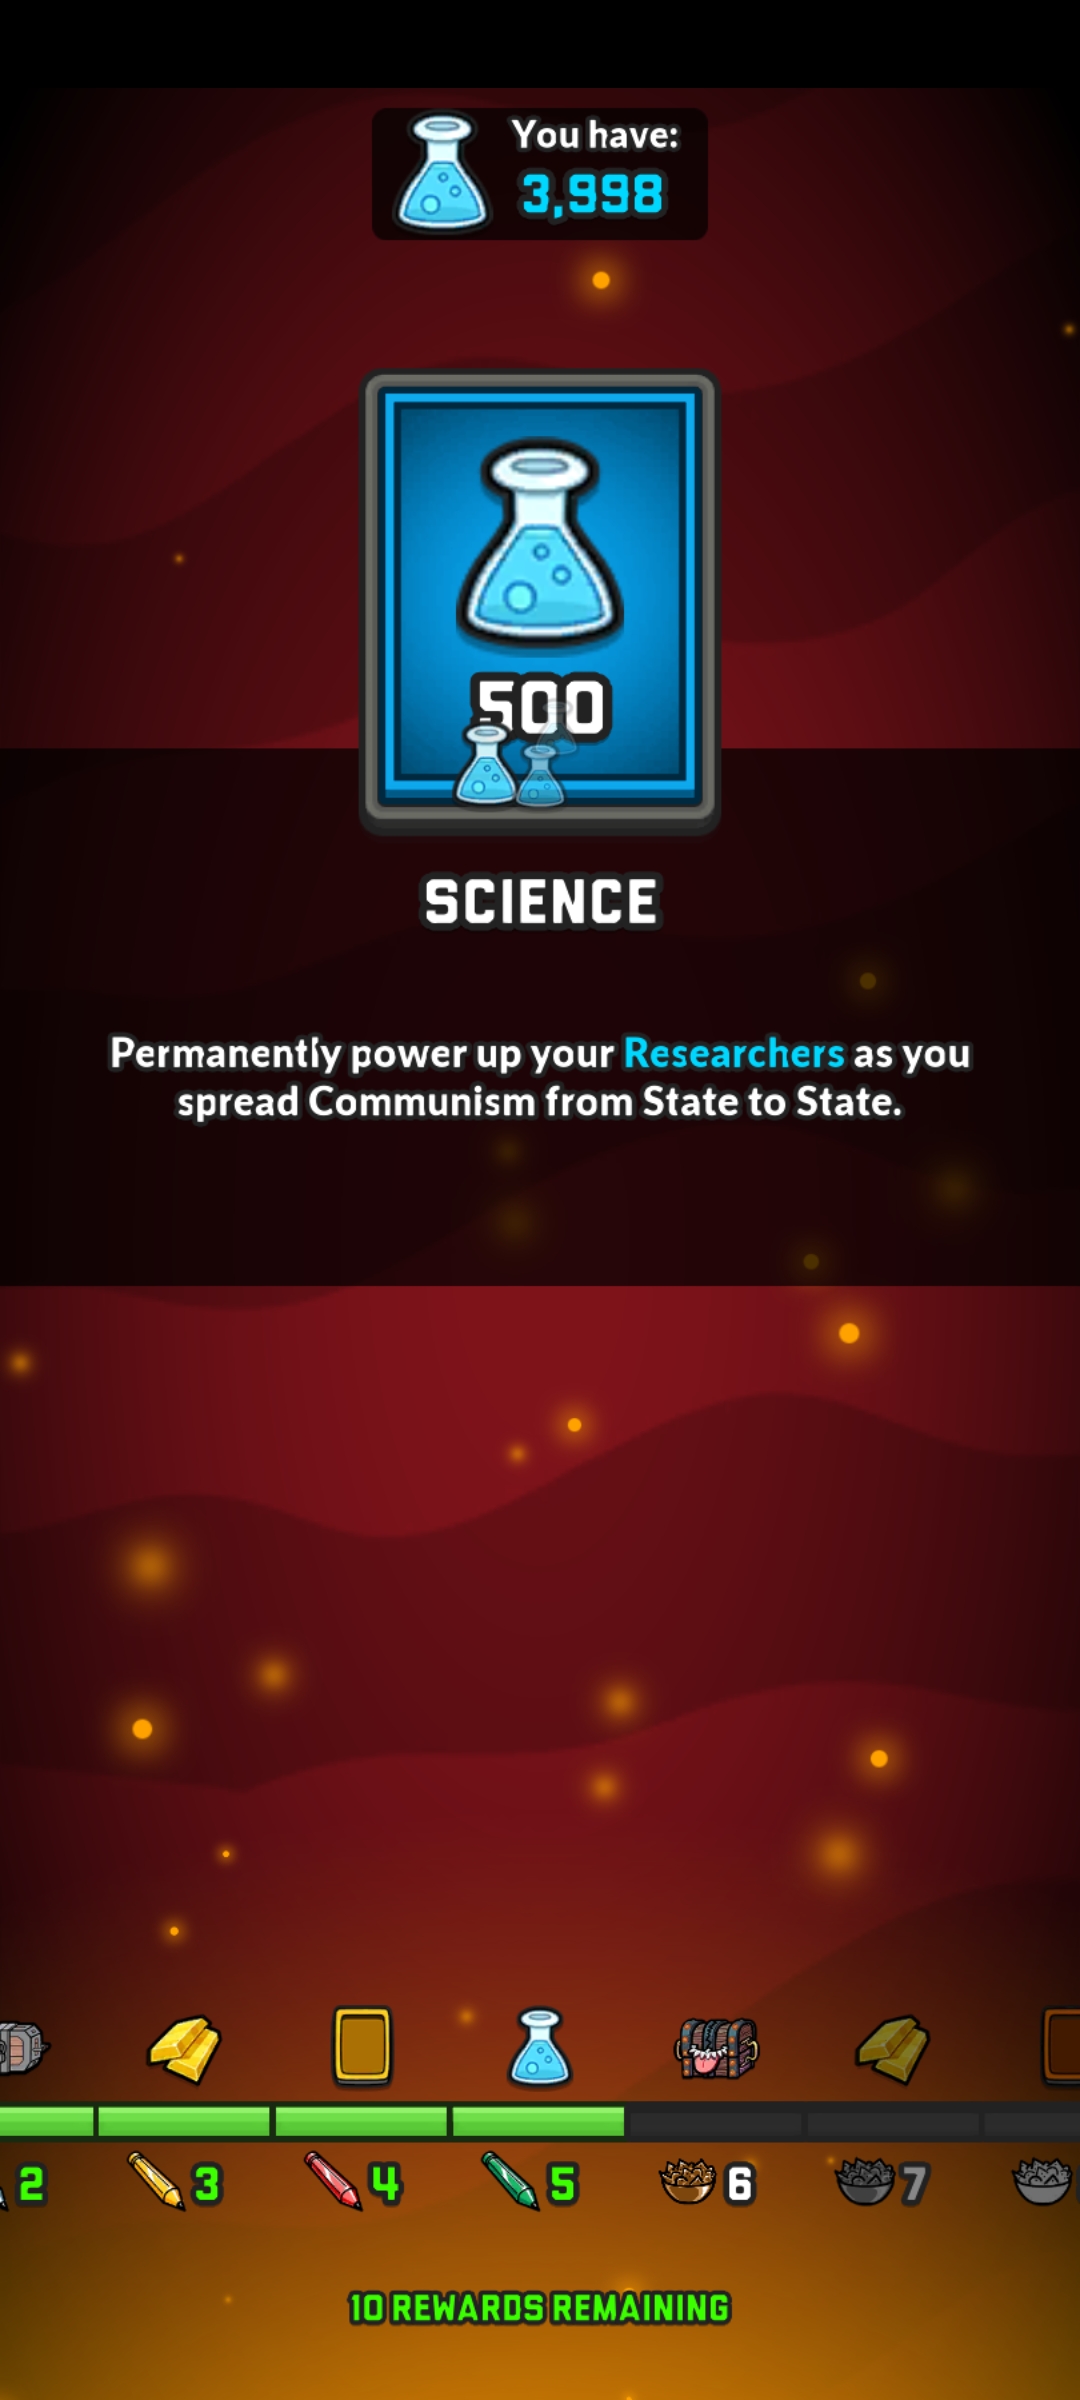 You have:
3,998
500
SCIENCE
Permanently power up your Researchers as you
spread Communism from State to State.
2
3
4
5
6
7
10 REWARDS REMAINING